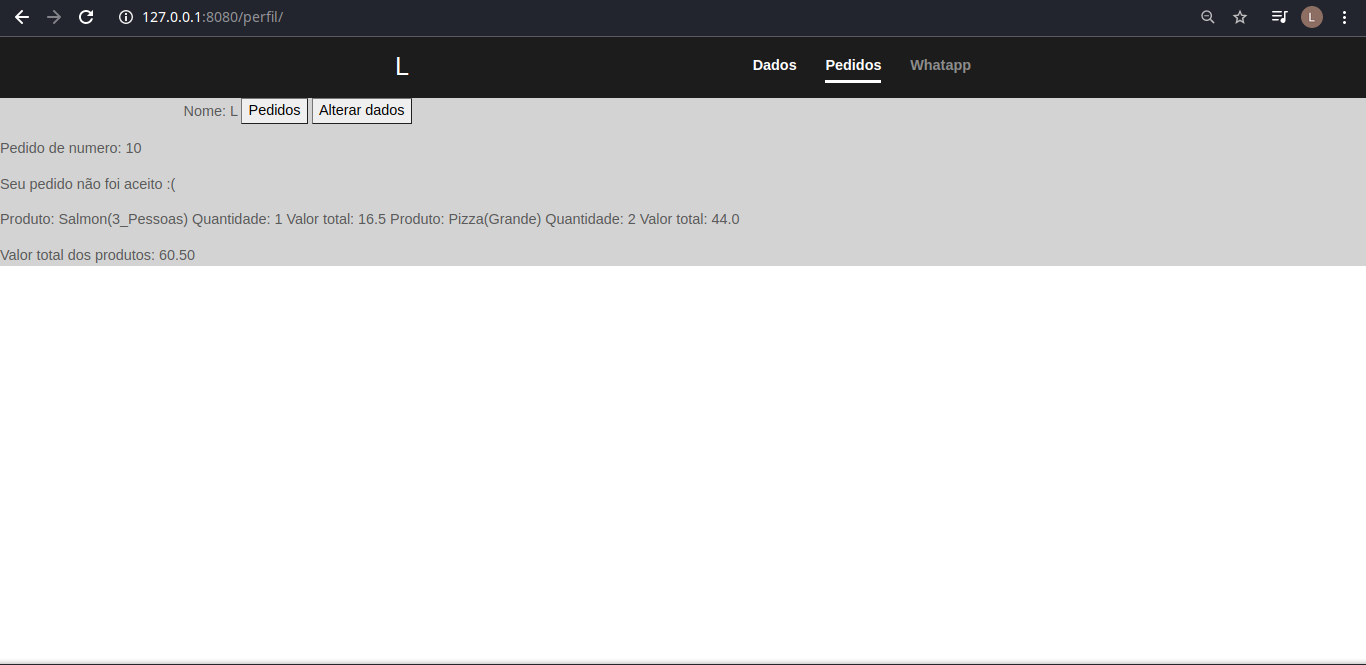 127.0.0.1:8080/perfil/
L
L Dados Pedidos Whatapp
Nome: L Pedidos Alterar dados
Pedido de numero: 10
Seu pedido não foi aceito :(
Produto: Salmon(3_Pessoas) Quantidade: 1 Valor total: 16.5 Produto: Pizza(Grande) Quantidade: 2 Valor total: 44.0
Valor total dos produtos: 60.50